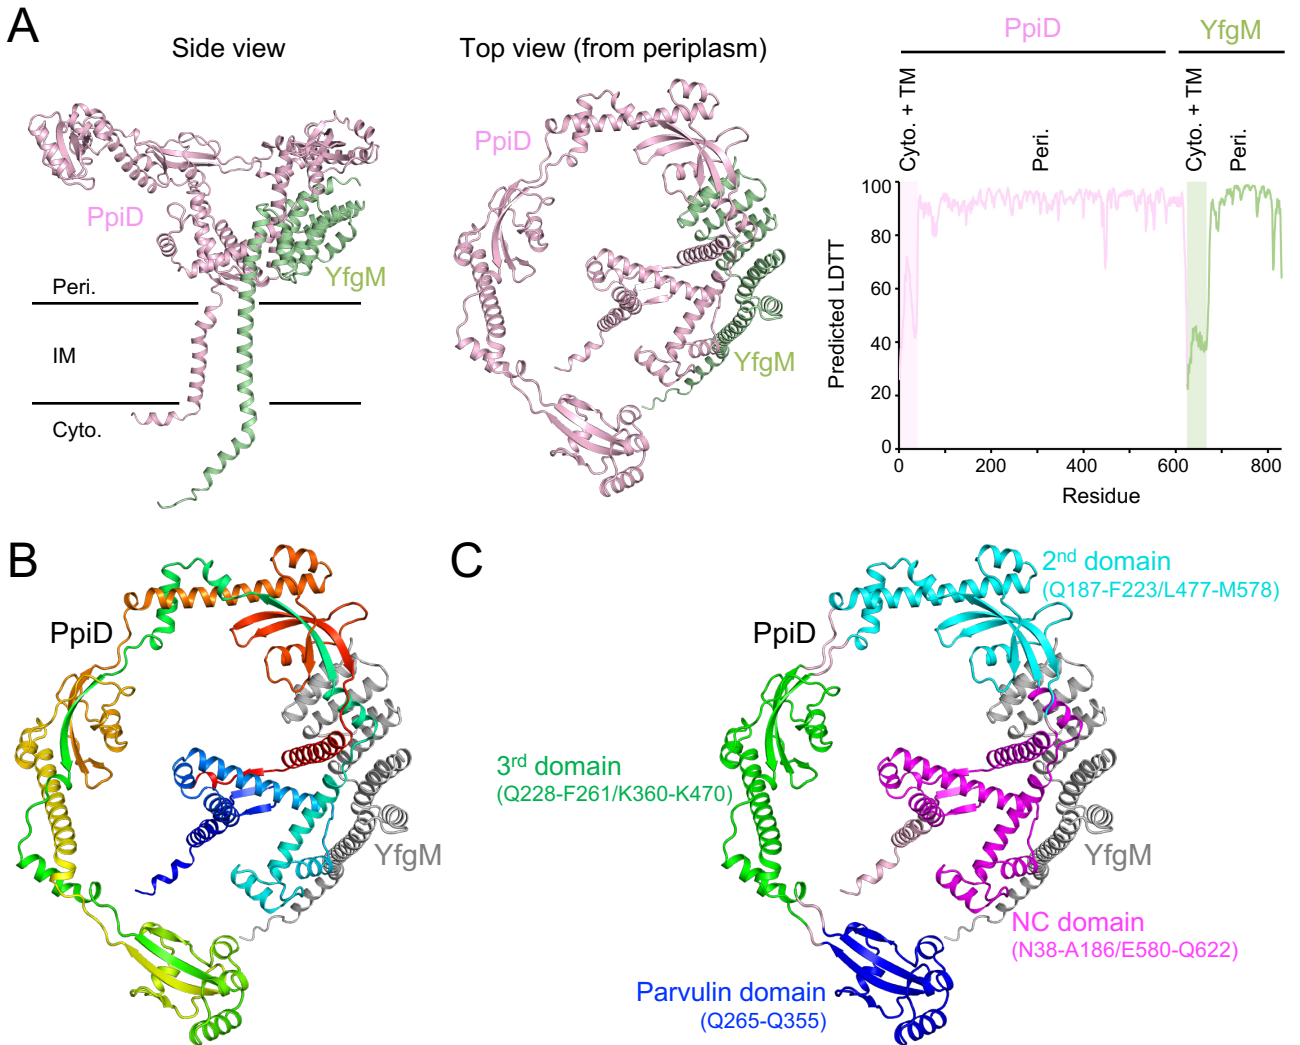 A
Side view
Top view (from periplasm)
PpiD
YfgM
PpiD
YfgM
Peri.
IM
Cyto.
PpiD
YfgM
Cyto. + TM
Peri.
Cyto. + TM
Peri.
Predicted LDTT
100
80
60
40
20
0
0
200
400
600
800
Residue
PpiD
YfgM
B
PpiD
YfgM
C
PpiD
2nd domain
(Q187-F223/L477-M578)
3rd domain
(Q228-F261/K360-K470)
YfgM
NC domain
(N38-A186/E580-Q622)
Parvulin domain
(Q265-Q355)